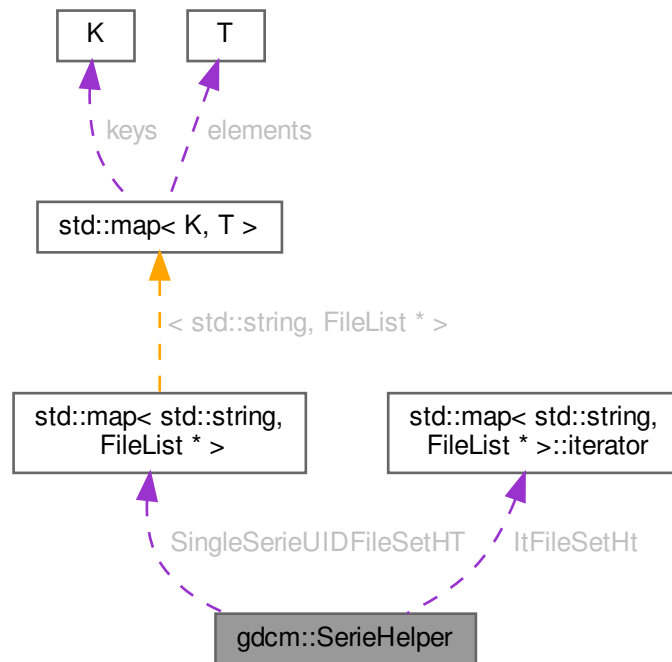 K
T
keys
elements
std::map< K, T >
< std::string, FileList * >
std::map< std::string,
FileList * >
std::map< std::string,
FileList * >::iterator
SingleSerieUIDFileSetHT
ItFileSetHt
gdcm::SerieHelper